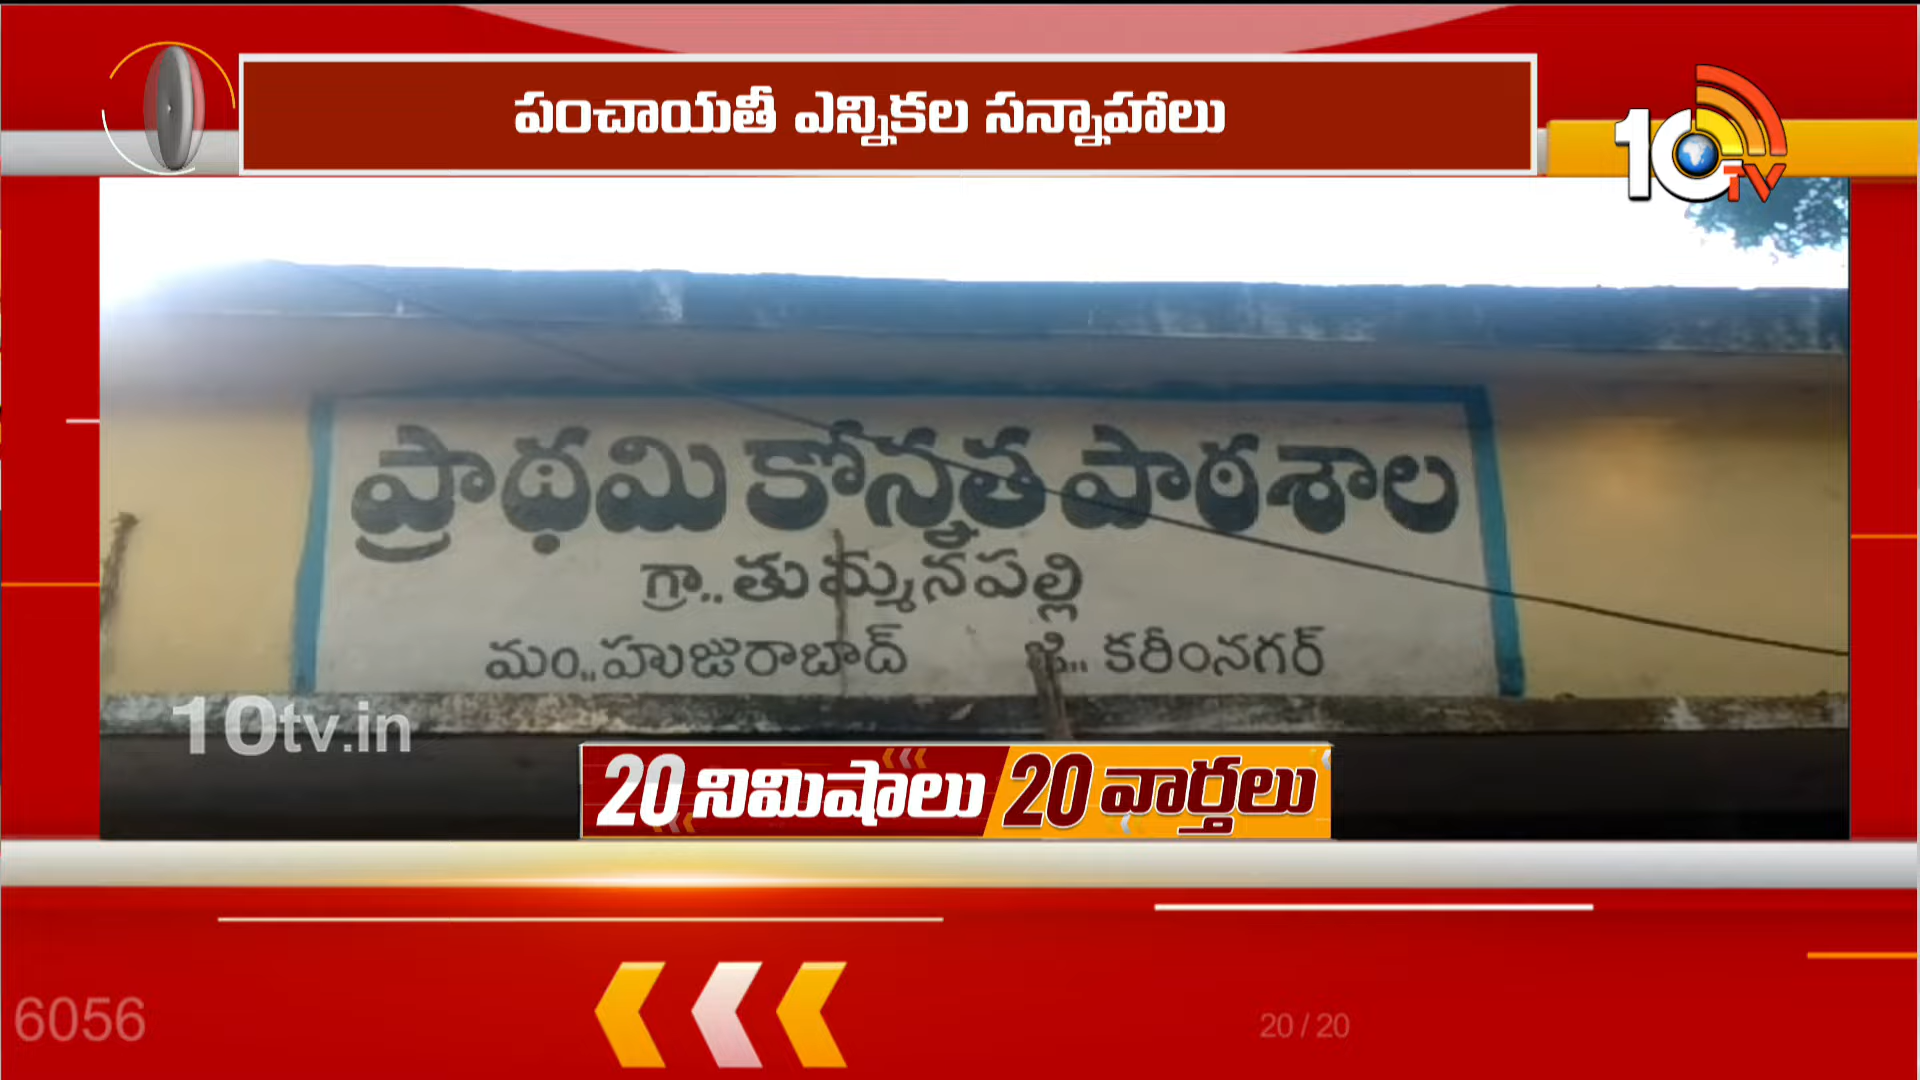 పంచాయతీ ఎన్నికల సన్నాహాలు
10TV
ప్రాథమి కోన్నత పాఠశాల
గ్రా.. తుమ్మనపల్లి
మం.. హుజురాబాద్ జి.. కరీంనగర్
10tv.in
20 నిమిషాలు 20 వార్తలు
6056
20 / 20